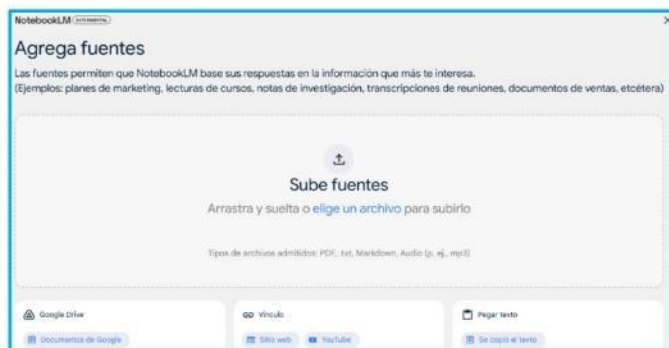 NotebookLM EXPERIMENTAL
Agrega fuentes
Las fuentes permiten que NotebookLM base sus respuestas en la información que más te interesa.
(Ejemplos: planes de marketing, lecturas de cursos, notas de investigación, transcripciones de reuniones, documentos de ventas, etcétera)
Sube fuentes
Arrastra y suelta o elige un archivo para subirlo
Tipos de archivos admitidos: PDF, .txt, Markdown, Audio (p. ej., mp3)
Google Drive
Vínculo
Pegar texto
Documentos de Google
Sitio web
YouTube
Se copió el texto